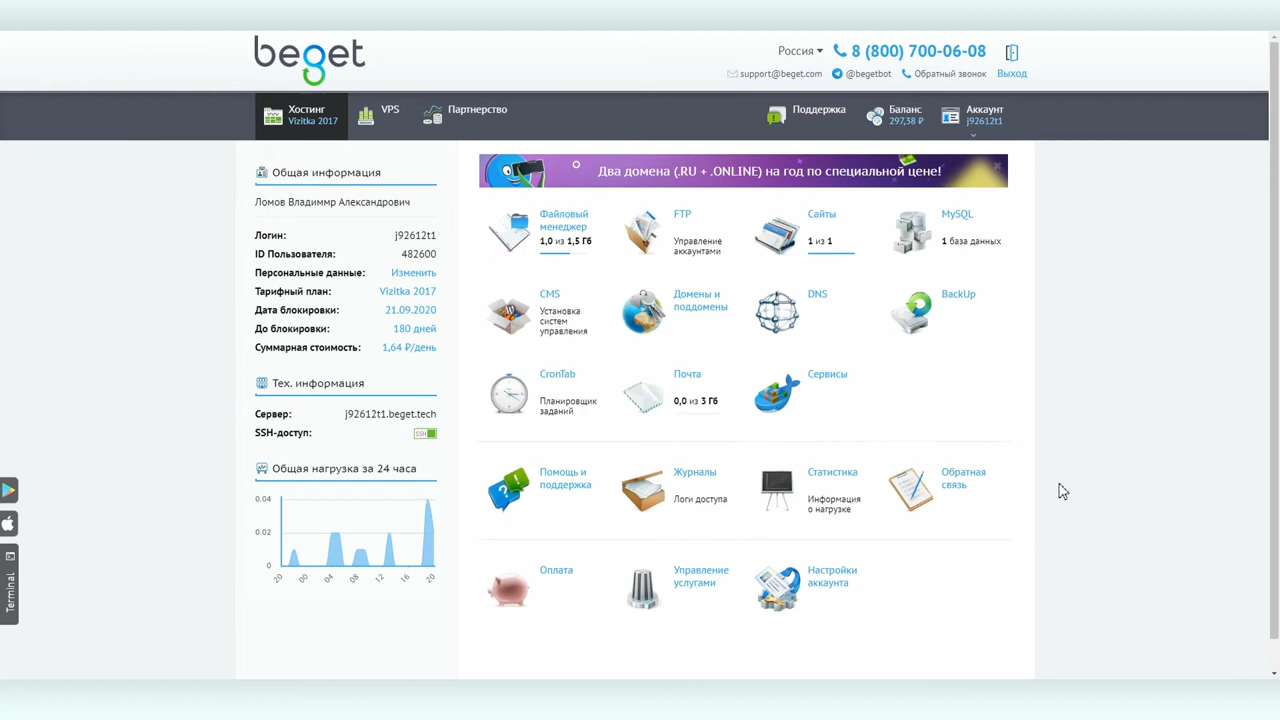 beget
Россия
8 (800) 700-06-08
support@beget.com
@begetbot
Обратный звонок
Выход
Хостинг
Vizitka 2017
VPS
Партнерство
Поддержка
Баланс
297,38 ₽
Аккаунт
j92612t1
Общая информация
Ломов Владиммр Александрович
Логин: j92612t1
ID Пользователя: 482600
Персональные данные: Изменить
Тарифный план: Vizitka 2017
Дата блокировки: 21.09.2020
До блокировки: 180 дней
Суммарная стоимость: 1,64 ₽/день
Тех. информация
Сервер: j92612t1.beget.tech
SSH-доступ: SSH
Общая нагрузка за 24 часа
0.04
0.02
0
20 00 04 08 12 16 20
Два домена (.RU + .ONLINE) на год по специальной цене!
Файловый
менеджер
1,0 из 1,5 Гб
FTP
Управление
аккаунтами
Сайты
1 из 1
MySQL
1 база данных
CMS
Установка
систем
управления
Домены и
поддомены
DNS
BackUp
CronTab
Планировщик
заданий
Почта
0,0 из 3 Гб
Сервисы
Помощь и
поддержка
Журналы
Логи доступа
Статистика
Информация
о нагрузке
Обратная
связь
Оплата
Управление
услугами
Настройки
аккаунта
Terminal